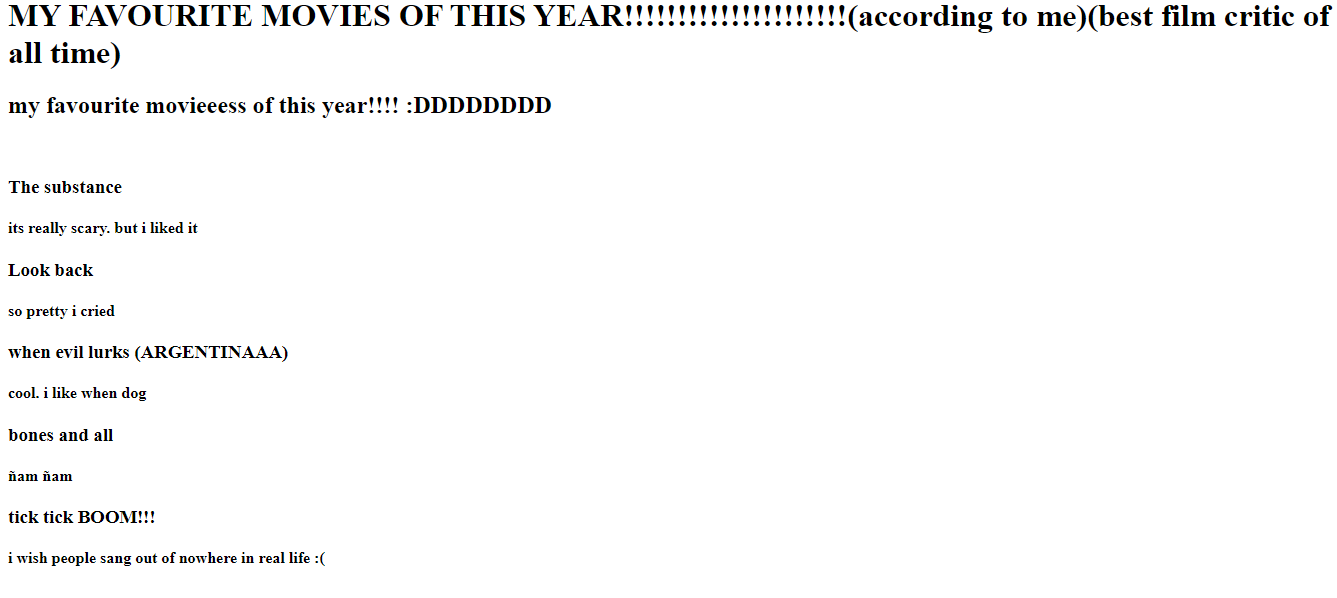 MY FAVOURITE MOVIES OF THIS YEAR!!!!!!!!!!!!!!!!!!!!!(according to me)(best film critic of
all time)
my favourite movieeess of this year!!!! :DDDDDDDD
The substance
its really scary. but i liked it
Look back
so pretty i cried
when evil lurks (ARGENTINAAA)
cool. i like when dog
bones and all
ñam ñam
tick tick BOOM!!!
i wish people sang out of nowhere in real life :(